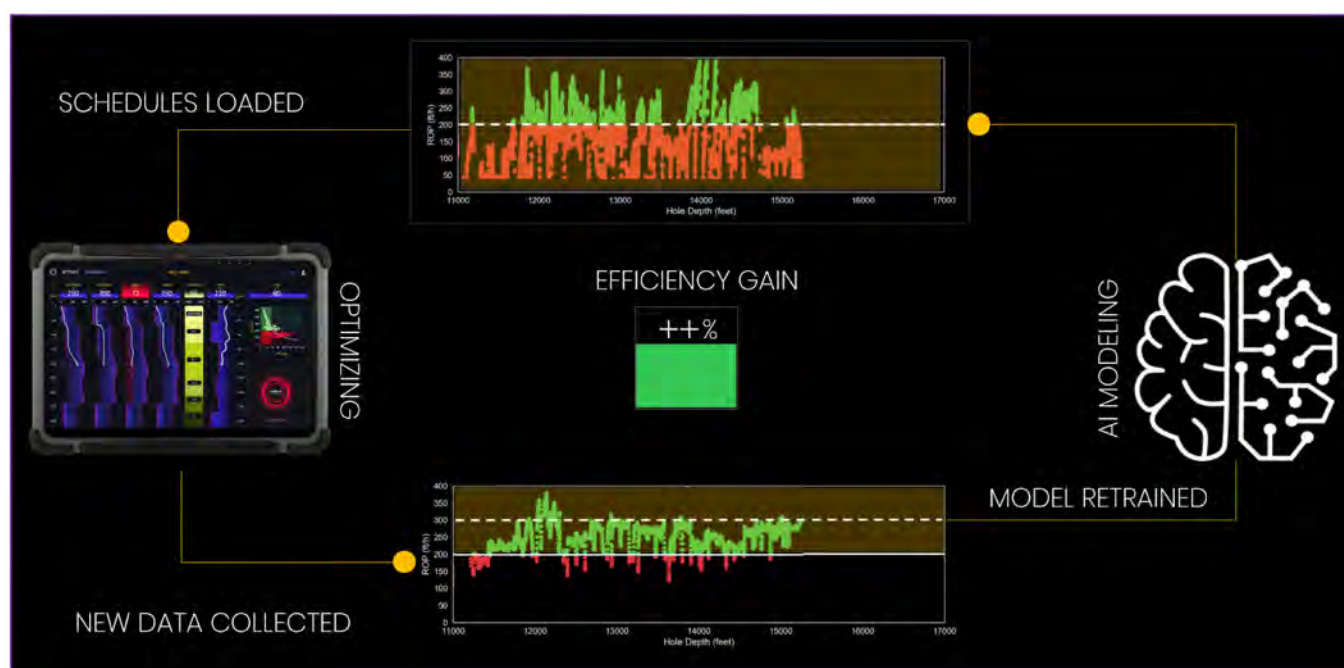 SCHEDULES LOADED
ROP (ft/h)
400
350
300
250
200
150
100
50
0
11000 12000 13000 14000 15000 16000 17000
Hole Depth (feet)
OPTIMIZING
EFFICIENCY GAIN
++%
AI MODELING
ROP (ft/h)
400
350
300
250
200
150
100
50
0
11000 12000 13000 14000 15000 16000 17000
Hole Depth (feet)
MODEL RETRAINED
NEW DATA COLLECTED